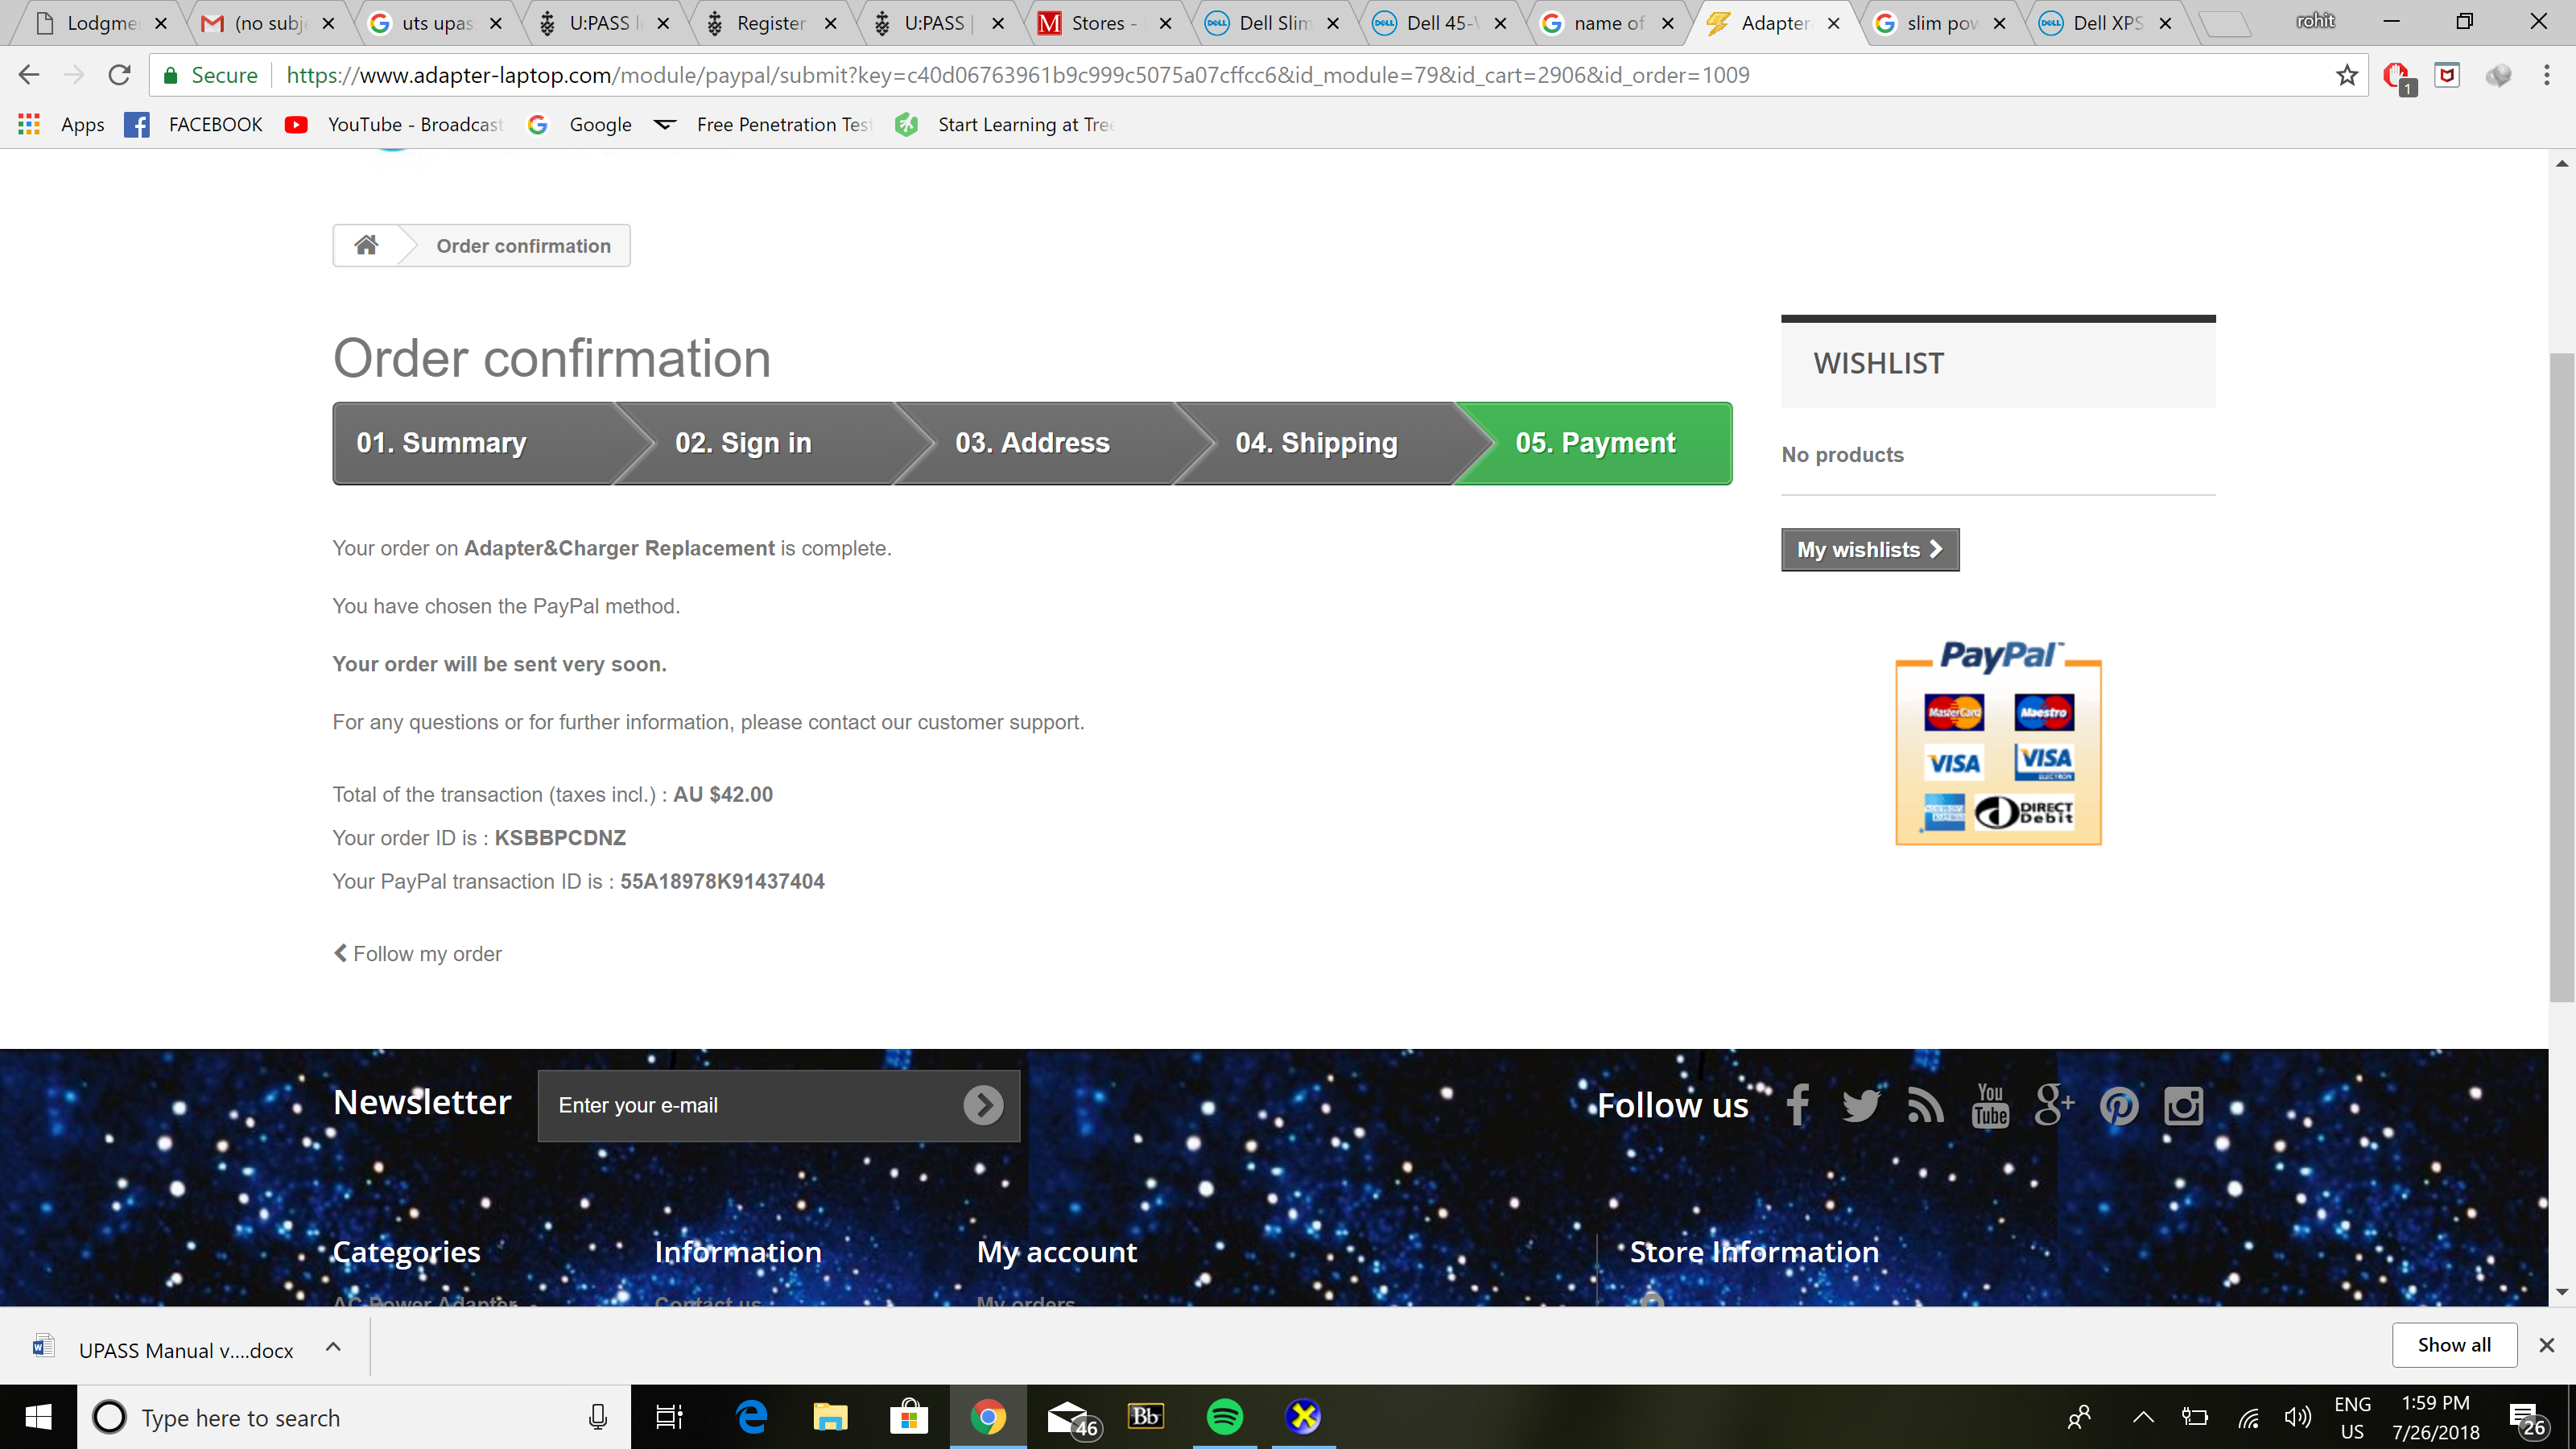 Lodgme
(no subj
uts upas
U:PASS l
Register
U:PASS |
Stores -
Dell Slim
Dell 45-
name of
Adapter
slim pow
Dell XPS
rohit
Secure
https://www.adapter-laptop.com/module/paypal/submit?key=c40d06763961b9c999c5075a07cffcc6&id_module=79&id_cart=2906&id_order=1009
1
Apps
FACEBOOK
YouTube - Broadcast
Google
Free Penetration Test
Start Learning at Tree
Order confirmation
Order confirmation
01. Summary
02. Sign in
03. Address
04. Shipping
05. Payment
Your order on Adapter&Charger Replacement is complete.
You have chosen the PayPal method.
Your order will be sent very soon.
For any questions or for further information, please contact our customer support.
Total of the transaction (taxes incl.) : AU $42.00
Your order ID is : KSBBPCDNZ
Your PayPal transaction ID is : 55A18978K91437404
Follow my order
WISHLIST
No products
My wishlists
PayPal™
MasterCard
Maestro
VISA
VISA
ELECTRON
DIRECT
Debit
Newsletter
Enter your e-mail
Follow us
You
Tube
Categories
Information
My account
Store Information
AC Power Adapter
Contact us
My orders
UPASS Manual v....docx
Show all
Type here to search
46
Bb
ENG
US
1:59 PM
7/26/2018
26